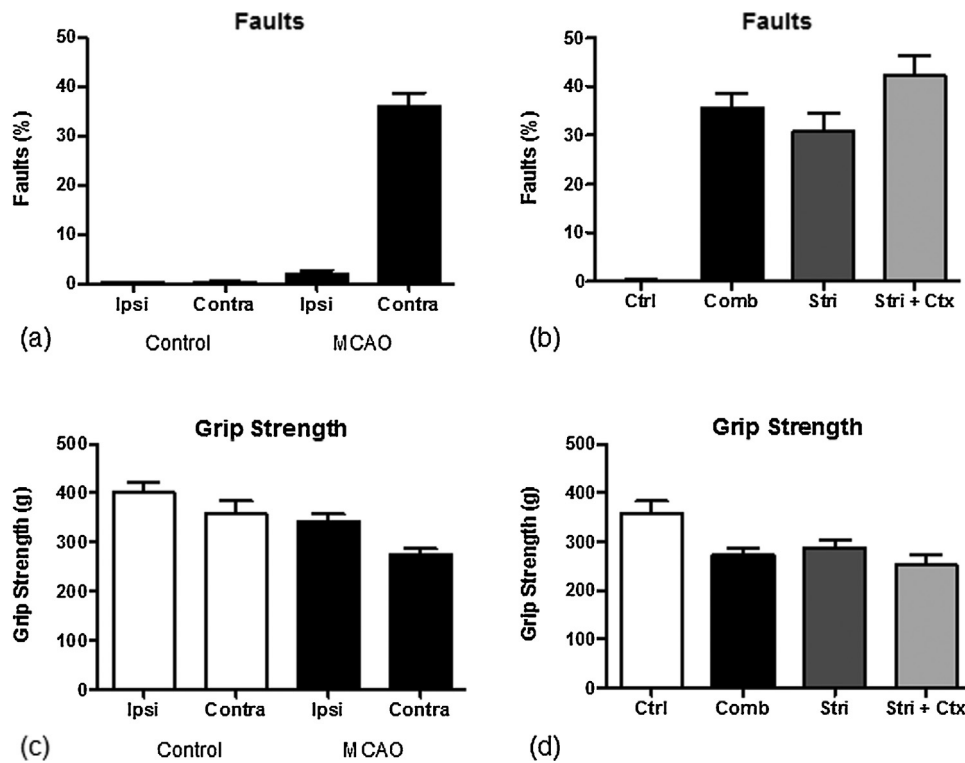 Faults
50
40
30
20
10
0
Faults (%)
Ipsi Contra Ipsi Contra
Control MCAO
(a)
Faults
50
40
30
20
10
0
Faults (%)
Ctrl Comb Stri Stri + Ctx
(b)
Grip Strength
500
400
300
200
100
0
Grip Strength (g)
Ipsi Contra Ipsi Contra
Control MCAO
(c)
Grip Strength
500
400
300
200
100
0
Grip Strength (g)
Ctrl Comb Stri Stri + Ctx
(d)